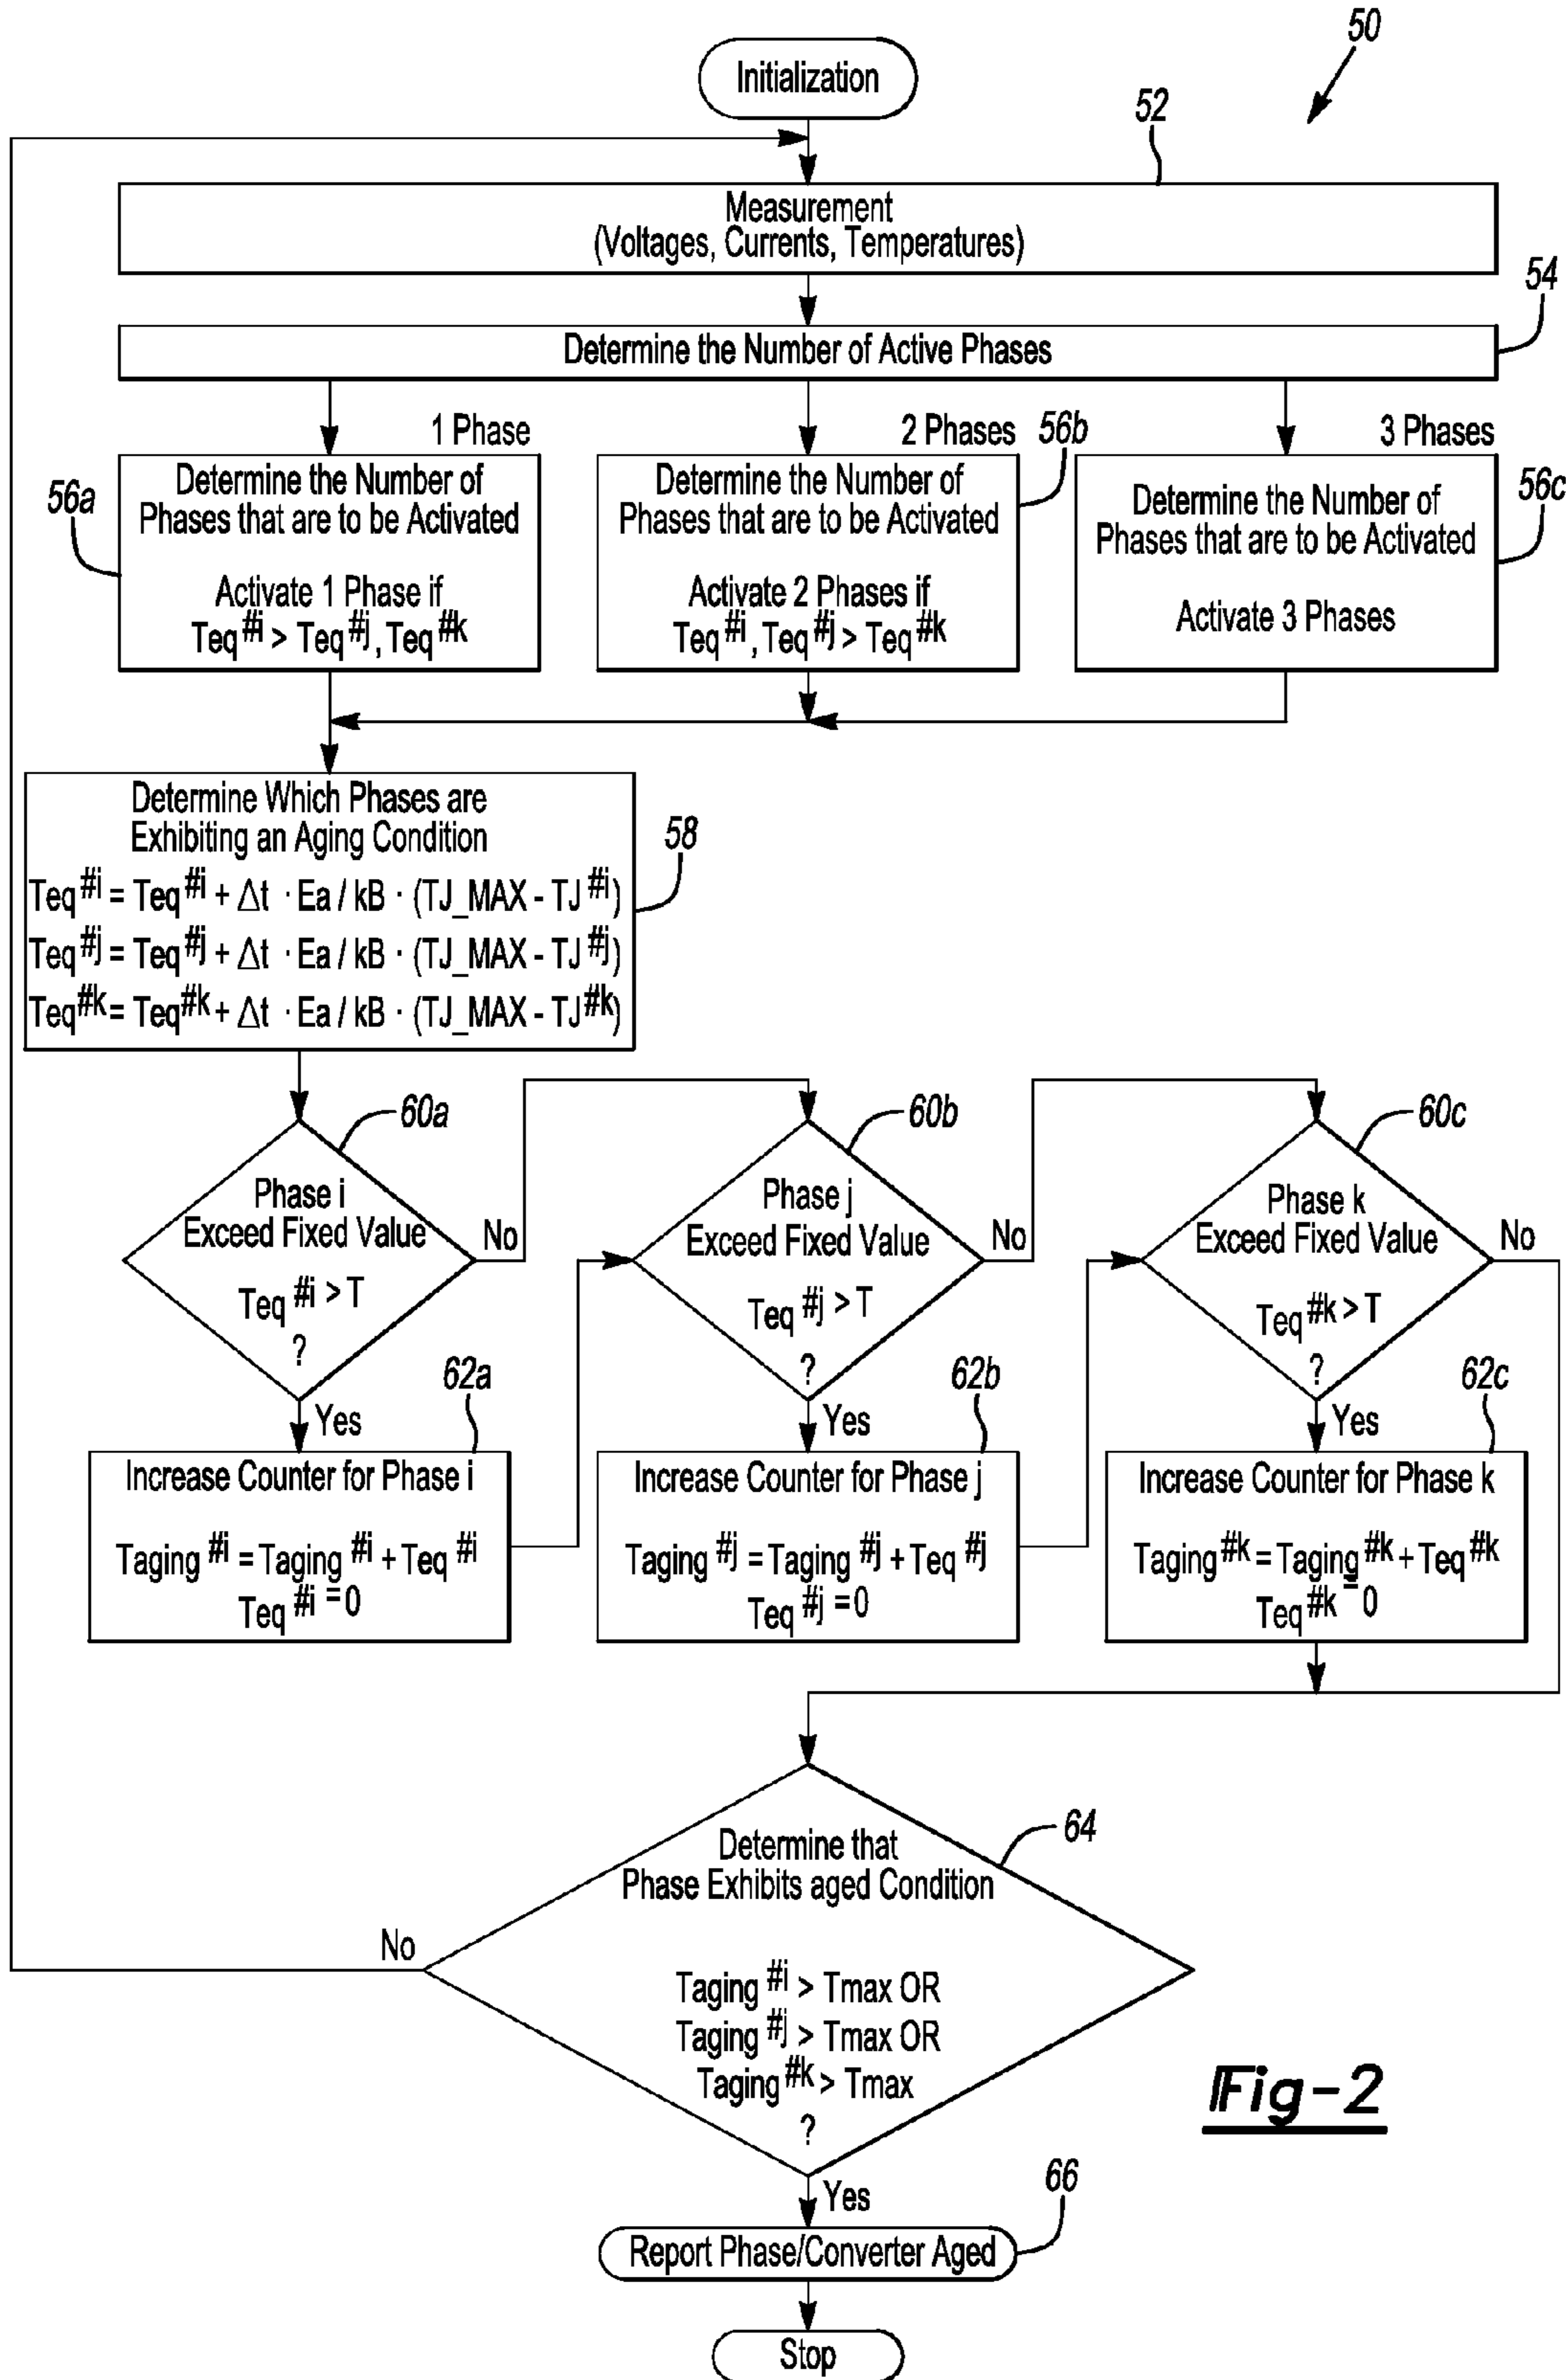 50
Initialization
52
Measurement
(Voltages, Currents, Temperatures)
54
Determine the Number of Active Phases
1 Phase
2 Phases
56b
3 Phases
56a
Determine the Number of
Phases that are to be Activated
Activate 1 Phase if
Teq #i > Teq #j, Teq #k
Determine the Number of
Phases that are to be Activated
Activate 2 Phases if
Teq #i, Teq #j > Teq #k
56c
Determine the Number of
Phases that are to be Activated
Activate 3 Phases
Determine Which Phases are
Exhibiting an Aging Condition
58
Teq #i = Teq #i + Δt · Ea / kB · (TJ_MAX - TJ #i)
Teq #j = Teq #j + Δt · Ea / kB · (TJ_MAX - TJ #j)
Teq #k = Teq #k + Δt · Ea / kB · (TJ_MAX - TJ #k)
60a
Phase i
Exceed Fixed Value
Teq #i > T
?
No
Yes
60b
Phase j
Exceed Fixed Value
Teq #j > T
?
No
Yes
60c
Phase k
Exceed Fixed Value
Teq #k > T
?
No
Yes
62a
Increase Counter for Phase i
Taging #i = Taging #i + Teq #i
Teq #i = 0
62b
Increase Counter for Phase j
Taging #j = Taging #j + Teq #j
Teq #j = 0
62c
Increase Counter for Phase k
Taging #k = Taging #k + Teq #k
Teq #k = 0
64
Determine that
Phase Exhibits aged Condition
No
Taging #i > Tmax OR
Taging #j > Tmax OR
Taging #k > Tmax
?
Yes
Fig-2
66
Report Phase/Converter Aged
Stop